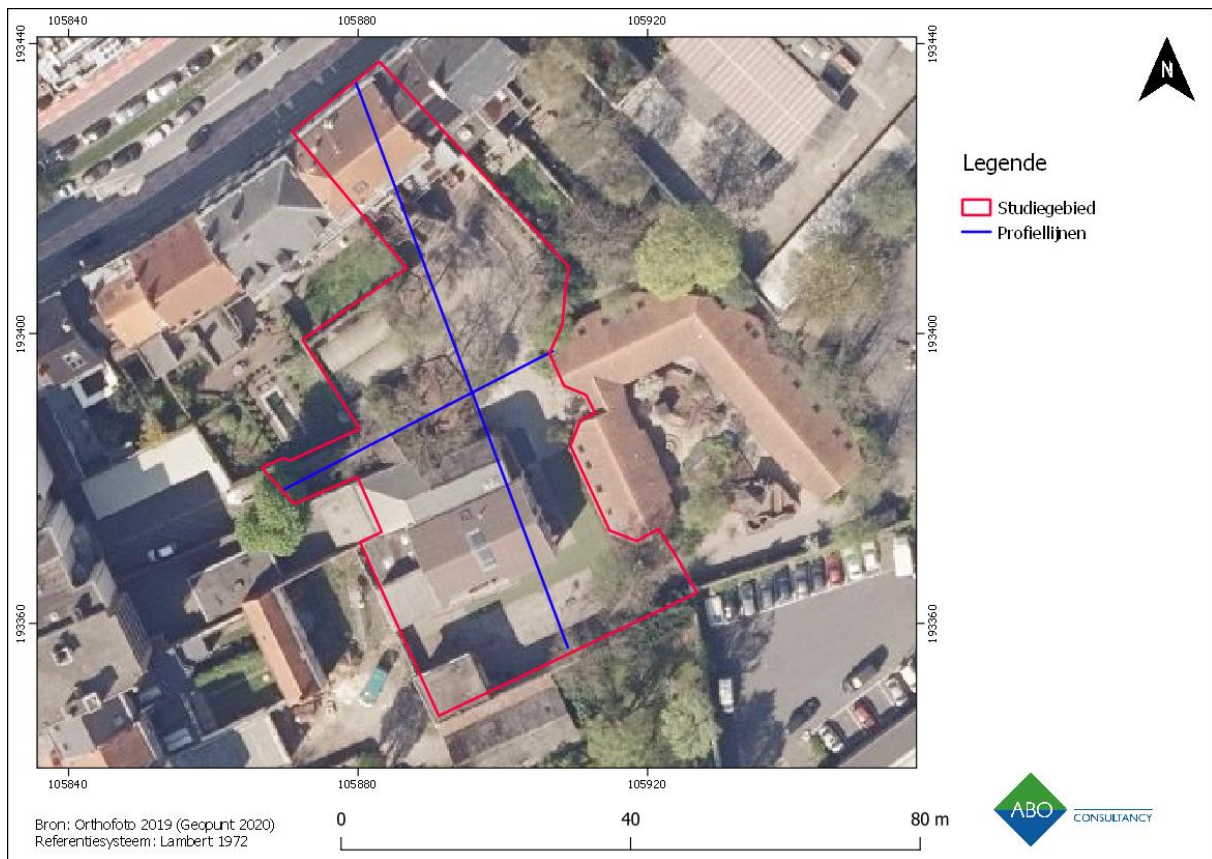 105840 105880 105920
193440 193440
N
Legende
Studiegebied
Profiellijnen
193400 193400
193360 193360
105840 105880 105920
Bron: Orthofoto 2019 (Geopunt 2020)
Referentiesysteem: Lambert 1972
0 40 80 m
ABO
CONSULTANCY